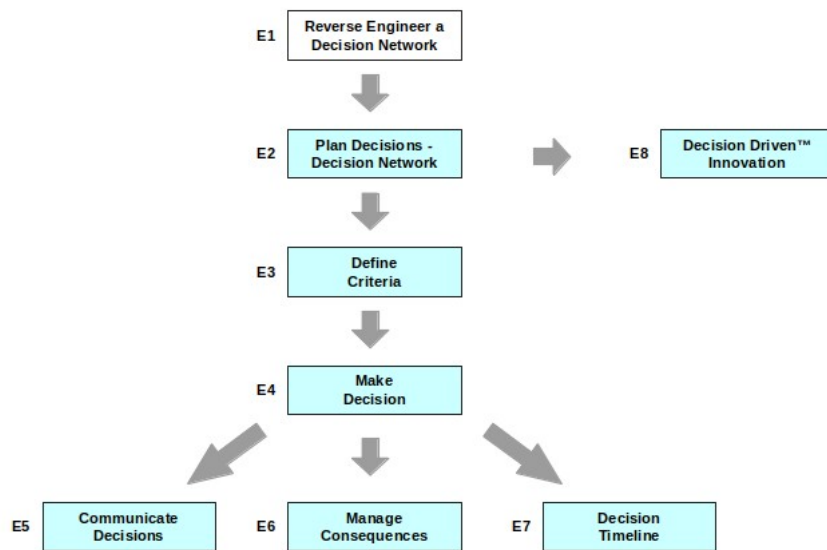 E1
Reverse Engineer a
Decision Network
E2
Plan Decisions -
Decision Network
E8
Decision Driven™
Innovation
E3
Define
Criteria
E4
Make
Decision
E5
Communicate
Decisions
E6
Manage
Consequences
E7
Decision
Timeline